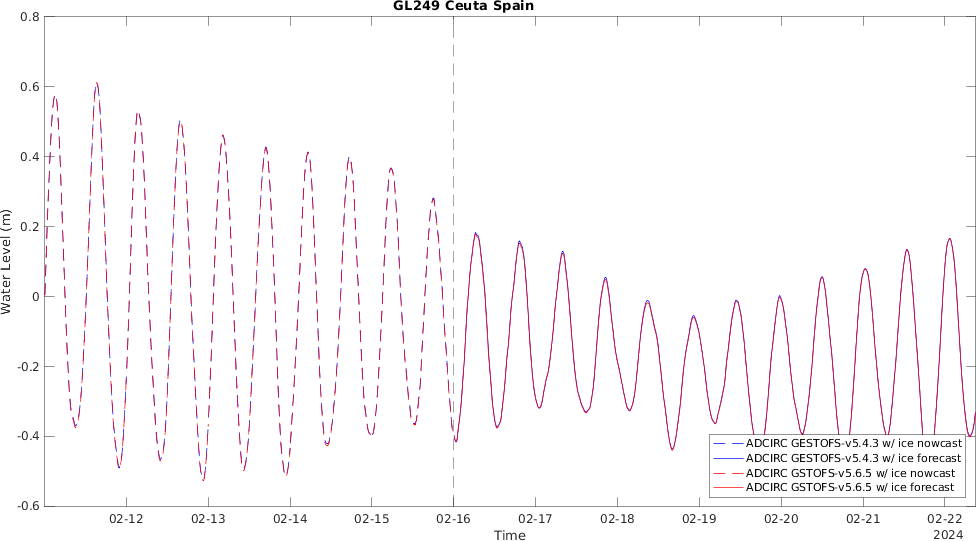 GL249 Ceuta Spain
0.8
0.6
0.4
0.2
0
-0.2
-0.4
-0.6
Water Level (m)
ADCIRC GESTOFS-v5.4.3 w/ ice nowcast
ADCIRC GESTOFS-v5.4.3 w/ ice forecast
ADCIRC GSTOFS-v5.6.5 w/ ice nowcast
ADCIRC GSTOFS-v5.6.5 w/ ice forecast
02-12 02-13 02-14 02-15 02-16 02-17 02-18 02-19 02-20 02-21 02-22
Time 2024